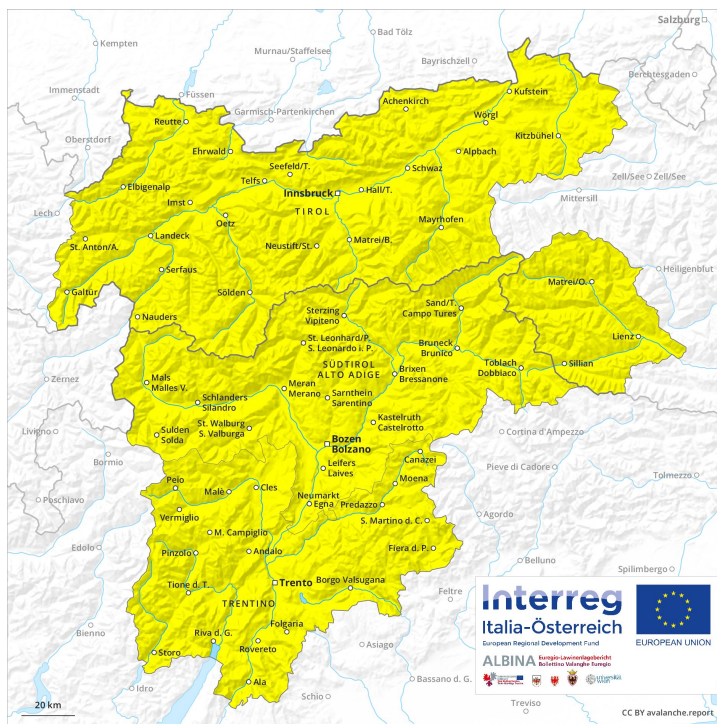 Salzburg
Kempten
Bad Tölz
Murnau/Staffelsee
Bayrischzell
Berchtesgaden
Immenstadt
Füssen
Garmisch-Partenkirchen
Achenkirch
Kufstein
Reutte
Wörgl
Oberstdorf
Ehrwald
Kitzbühel
Seefeld/T.
Alpbach
Schwaz
Telfs
Zell/See
Zell/See
Elbigenalp
Innsbruck
Hall/T.
Mittersill
Imst
Lech
TIROL
Oetz
Mayrhofen
Landeck
St. Anton/A.
Neustift/St.
Matrei/B.
Serfaus
Heiligenblut
Matrei/O.
Galtür
Sölden
Sand/T.
Campo Tures
Nauders
Sterzing
Vipiteno
Lienz
St. Leonhard/P.
S. Leonardo i. P.
Bruneck
Brunico
Toblach
Dobbiaco
Sillian
SÜDTIROL
ALTO ADIGE
Brixen
Bressanone
Zernez
Mals
Malles V.
Meran
Merano
Schlanders
Silandro
Sarnthein
Sarentino
St. Walburg
S. Valburga
Kastelruth
Castelrotto
Livigno
Sulden
Solda
Cortina d'Ampezzo
Bozen
Bolzano
Bormio
Canazei
Pieve di Cadore
Leifers
Laives
Tolmezzo
Peio
Moena
Poschiavo
Malè
Cles
Neumarkt
Egna
Predazzo
Vermiglio
Agordo
S. Martino d. C.
M. Campiglio
Edolo
Pinzolo
Andalo
Fiera d. P.
Belluno
Spilimbergo
Tione d. T.
Trento
Borgo Valsugana
Feltre
TRENTINO
Folgaria
Bienno
Riva d. G.
Rovereto
Asiago
Storo
Bassano d. G.
Idro
Ala
Schio
Treviso
Interreg
Italia-Österreich
European Regional Development Fund
EUROPEAN UNION
ALBINA
Euregio-Lawinenlagebericht
Bollettino Valanghe Euregio
universität
wien
20 km
CC BY avalanche.report